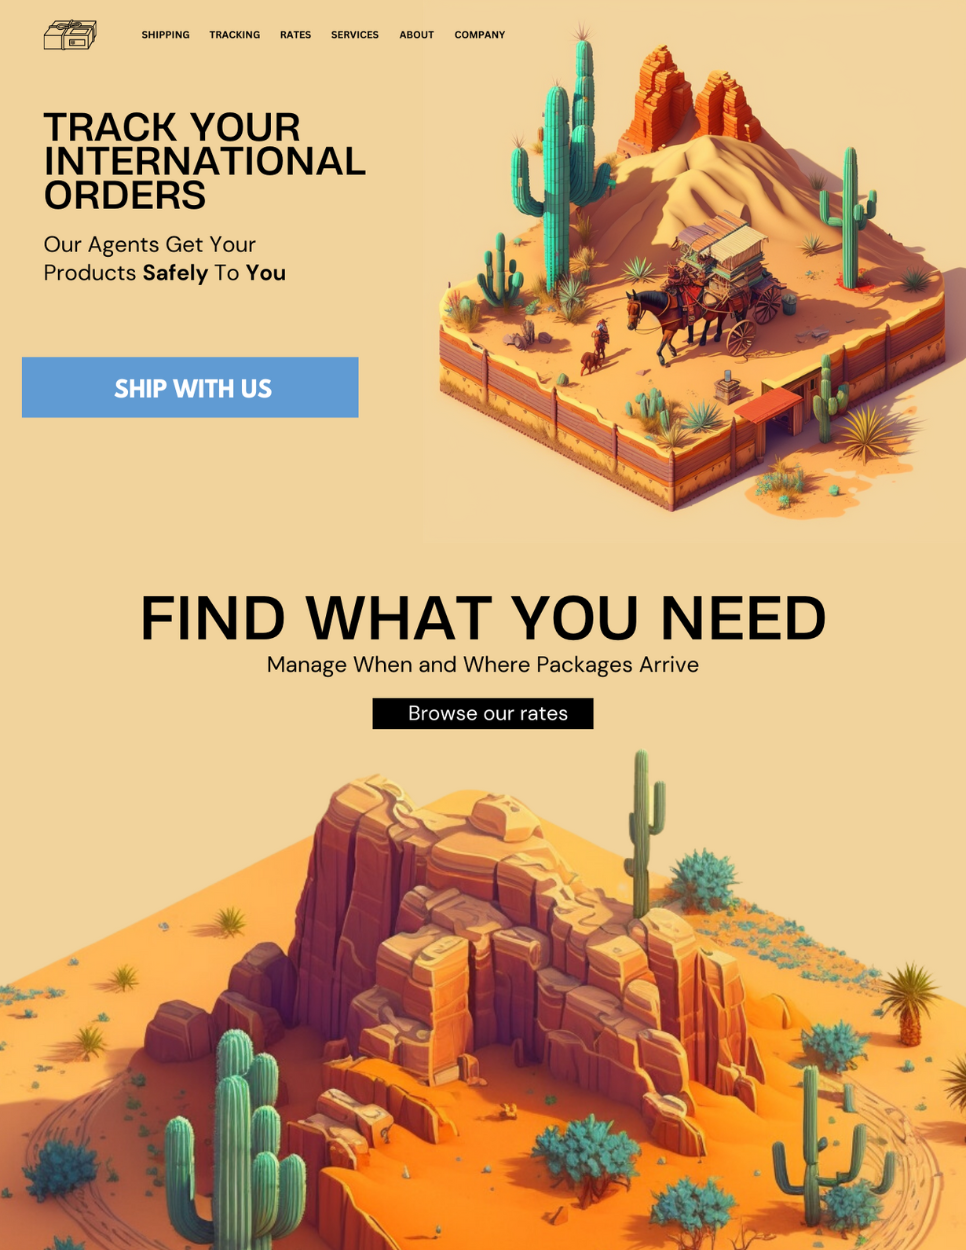 SHIPPING TRACKING RATES SERVICES ABOUT COMPANY
TRACK YOUR
INTERNATIONAL
ORDERS
Our Agents Get Your
Products Safely To You
SHIP WITH US
FIND WHAT YOU NEED
Manage When and Where Packages Arrive
Browse our rates